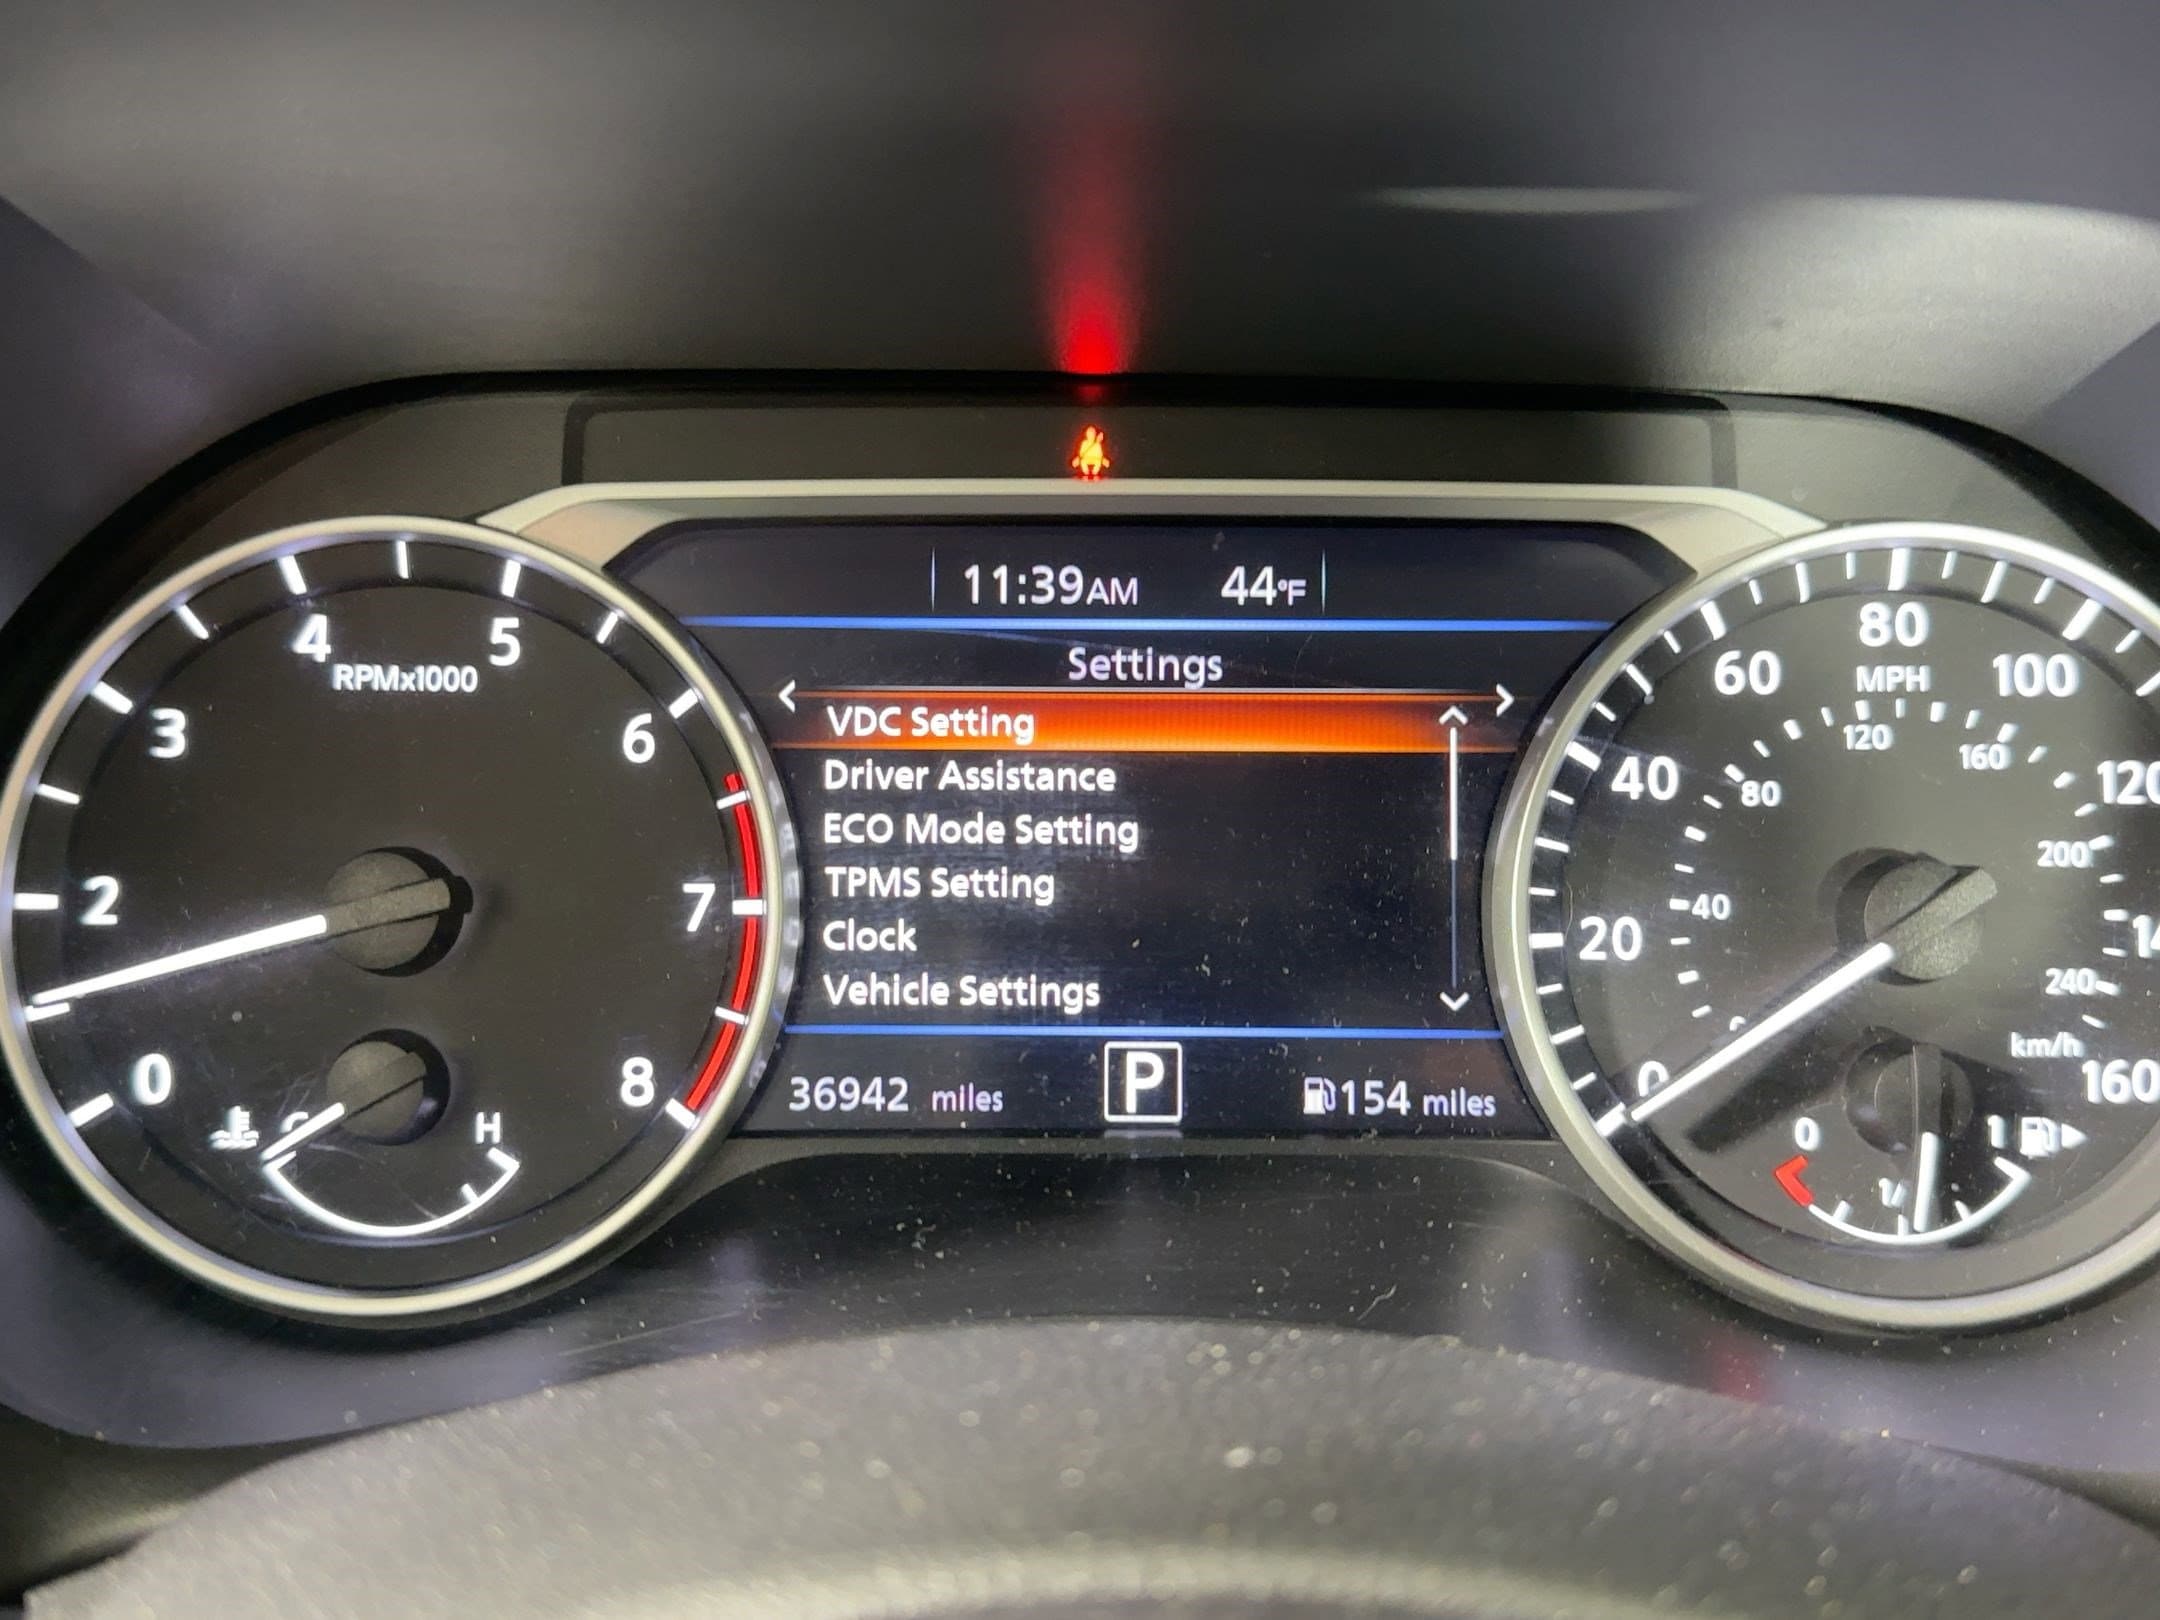 11:39AM 44°F
Settings
VDC Setting
Driver Assistance
ECO Mode Setting
TPMS Setting
Clock
Vehicle Settings
36942 miles P 154 miles
0
2
3
4
5
6
7
8
RPMx1000
H
0
20
40
60
80
100
120
160
MPH
40
80
120
160
200
240
km/h
0
1